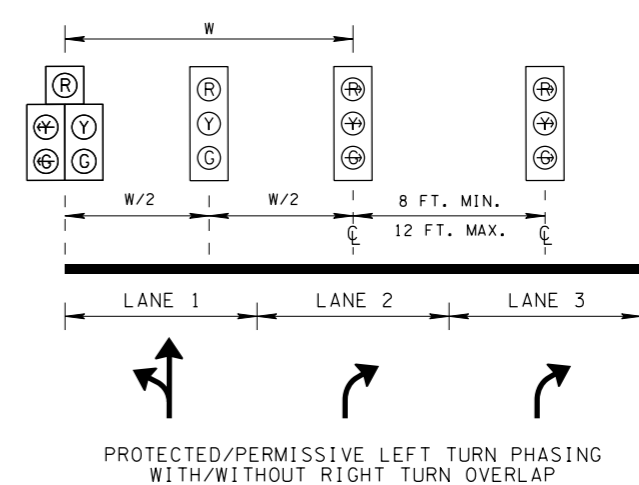 W
R
R R R
Y Y Y Y Y
G G G G G
W/2 W/2 8 FT. MIN.
12 FT. MAX.
CL CL
LANE 1 LANE 2 LANE 3
PROTECTED/PERMISSIVE LEFT TURN PHASING
WITH/WITHOUT RIGHT TURN OVERLAP